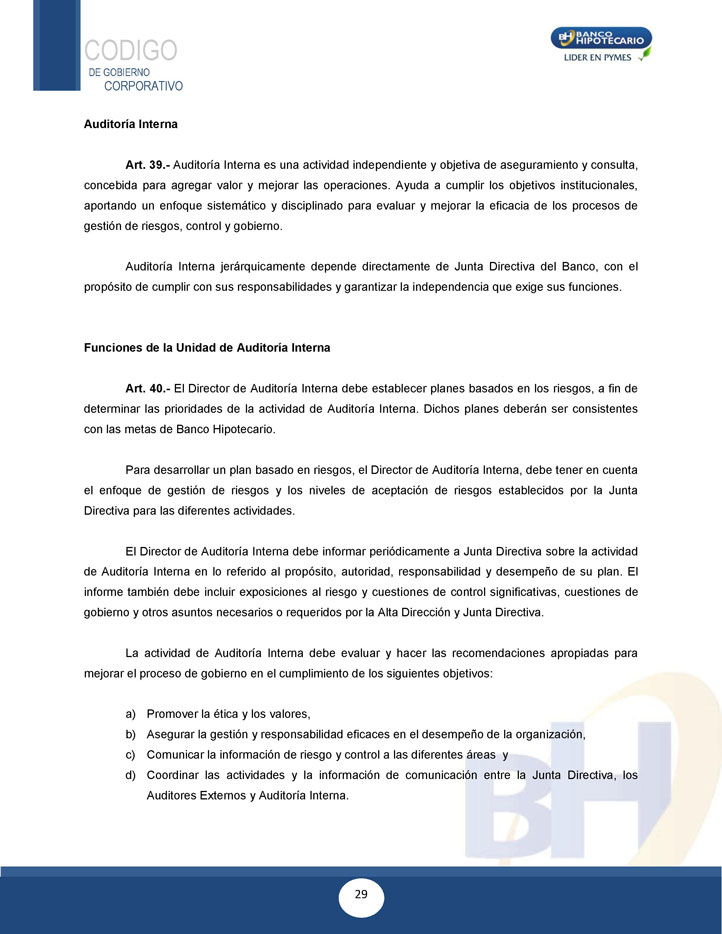 CODIGO
DE GOBIERNO
CORPORATIVO
BH BANCO
HIPOTECARIO
LIDER EN PYMES
Auditoría Interna
Art. 39.- Auditoría Interna es una actividad independiente y objetiva de aseguramiento y consulta,
concebida para agregar valor y mejorar las operaciones. Ayuda a cumplir los objetivos institucionales,
aportando un enfoque sistemático y disciplinado para evaluar y mejorar la eficacia de los procesos de
gestión de riesgos, control y gobierno.
Auditoría Interna jerárquicamente depende directamente de Junta Directiva del Banco, con el
propósito de cumplir con sus responsabilidades y garantizar la independencia que exige sus funciones.
Funciones de la Unidad de Auditoría Interna
Art. 40.- El Director de Auditoría Interna debe establecer planes basados en los riesgos, a fin de
determinar las prioridades de la actividad de Auditoría Interna. Dichos planes deberán ser consistentes
con las metas de Banco Hipotecario.
Para desarrollar un plan basado en riesgos, el Director de Auditoría Interna, debe tener en cuenta
el enfoque de gestión de riesgos y los niveles de aceptación de riesgos establecidos por la Junta
Directiva para las diferentes actividades.
El Director de Auditoría Interna debe informar periódicamente a Junta Directiva sobre la actividad
de Auditoría Interna en lo referido al propósito, autoridad, responsabilidad y desempeño de su plan. El
informe también debe incluir exposiciones al riesgo y cuestiones de control significativas, cuestiones de
gobierno y otros asuntos necesarios o requeridos por la Alta Dirección y Junta Directiva.
La actividad de Auditoría Interna debe evaluar y hacer las recomendaciones apropiadas para
mejorar el proceso de gobierno en el cumplimiento de los siguientes objetivos:
a) Promover la ética y los valores,
b) Asegurar la gestión y responsabilidad eficaces en el desempeño de la organización,
c) Comunicar la información de riesgo y control a las diferentes áreas y
d) Coordinar las actividades y la información de comunicación entre la Junta Directiva, los
Auditores Externos y Auditoría Interna.
BH
29